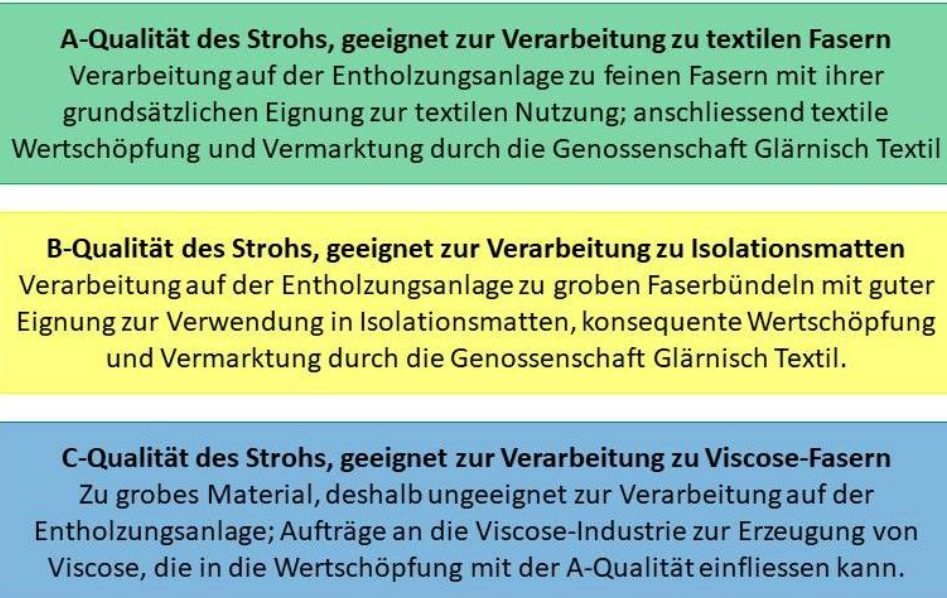 A-Qualität des Strohs, geeignet zur Verarbeitung zu textilen Fasern
Verarbeitung auf der Entholzungsanlage zu feinen Fasern mit ihrer
grundsätzlichen Eignung zur textilen Nutzung; anschliessend textile
Wertschöpfung und Vermarktung durch die Genossenschaft Glärnisch Textil
B-Qualität des Strohs, geeignet zur Verarbeitung zu Isolationsmatten
Verarbeitung auf der Entholzungsanlage zu groben Faserbündeln mit guter
Eignung zur Verwendung in Isolationsmatten, konsequente Wertschöpfung
und Vermarktung durch die Genossenschaft Glärnisch Textil.
C-Qualität des Strohs, geeignet zur Verarbeitung zu Viscose-Fasern
Zu grobes Material, deshalb ungeeignet zur Verarbeitung auf der
Entholzungsanlage; Aufträge an die Viscose-Industrie zur Erzeugung von
Viscose, die in die Wertschöpfung mit der A-Qualität einfliessen kann.